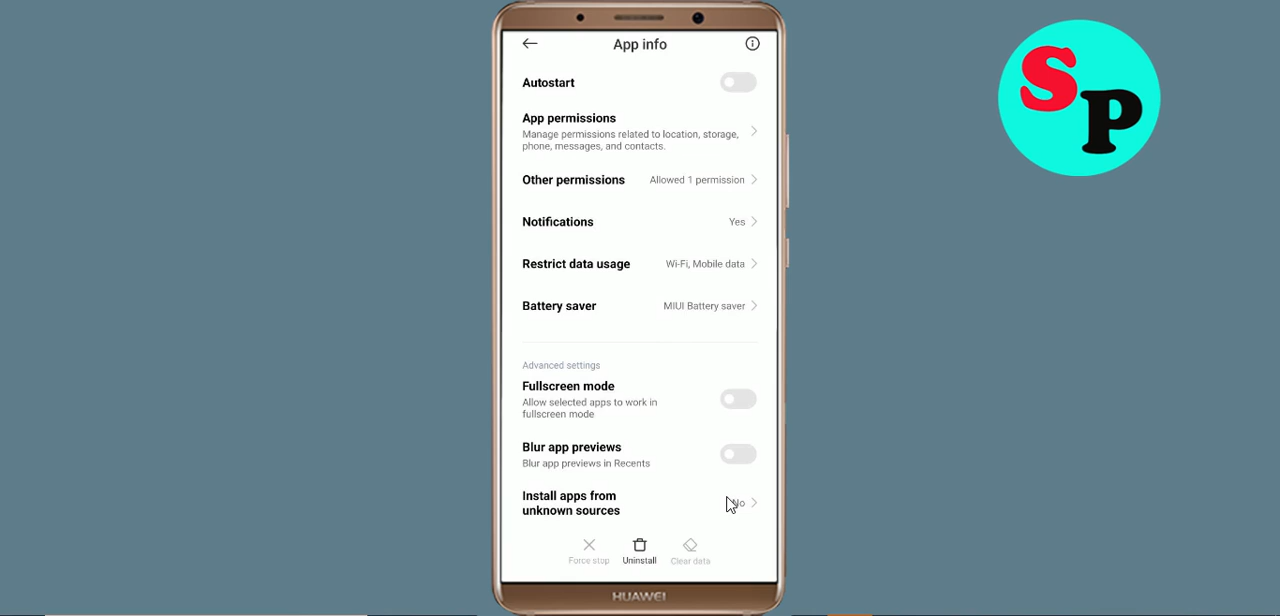 App info
Autostart
App permissions
Manage permissions related to location, storage,
phone, messages, and contacts.
Other permissions Allowed 1 permission
Notifications Yes
Restrict data usage Wi-Fi, Mobile data
Battery saver MIUI Battery saver
Advanced settings
Fullscreen mode
Allow selected apps to work in
fullscreen mode
Blur app previews
Blur app previews in Recents
Install apps from
unknown sources No
Force stop Uninstall Clear data
HUAWEI
SP